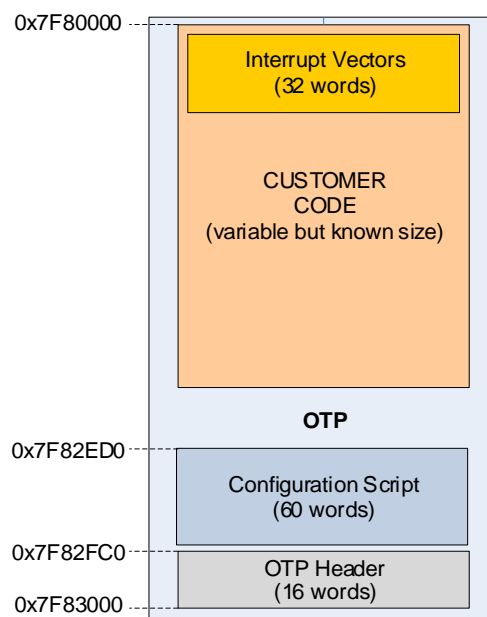 0x7F80000
Interrupt Vectors
(32 words)
CUSTOMER
CODE
(variable but known size)
OTP
0x7F82ED0
Configuration Script
(60 words)
0x7F82FC0
OTP Header
(16 words)
0x7F83000